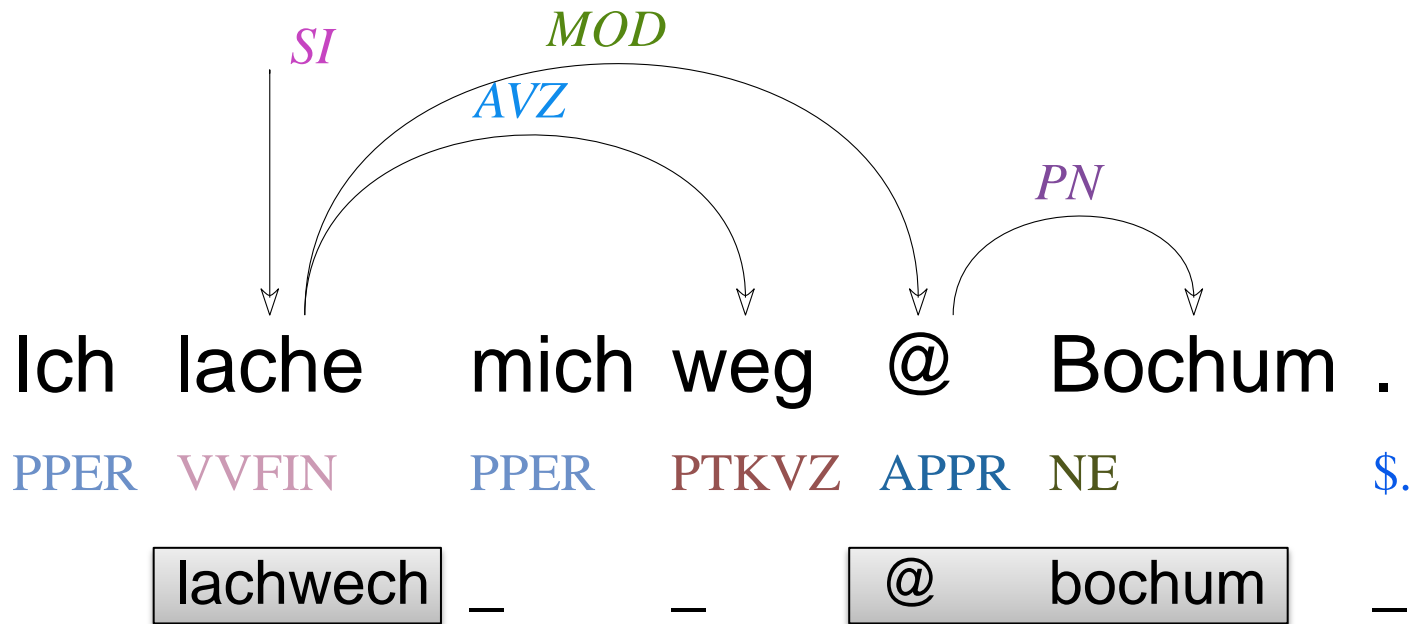 SI MOD
AVZ
PN
Ich lache mich weg @ Bochum .
PPER VVFIN PPER PTKVZ APPR NE $.
lachwech _ _ @ bochum _